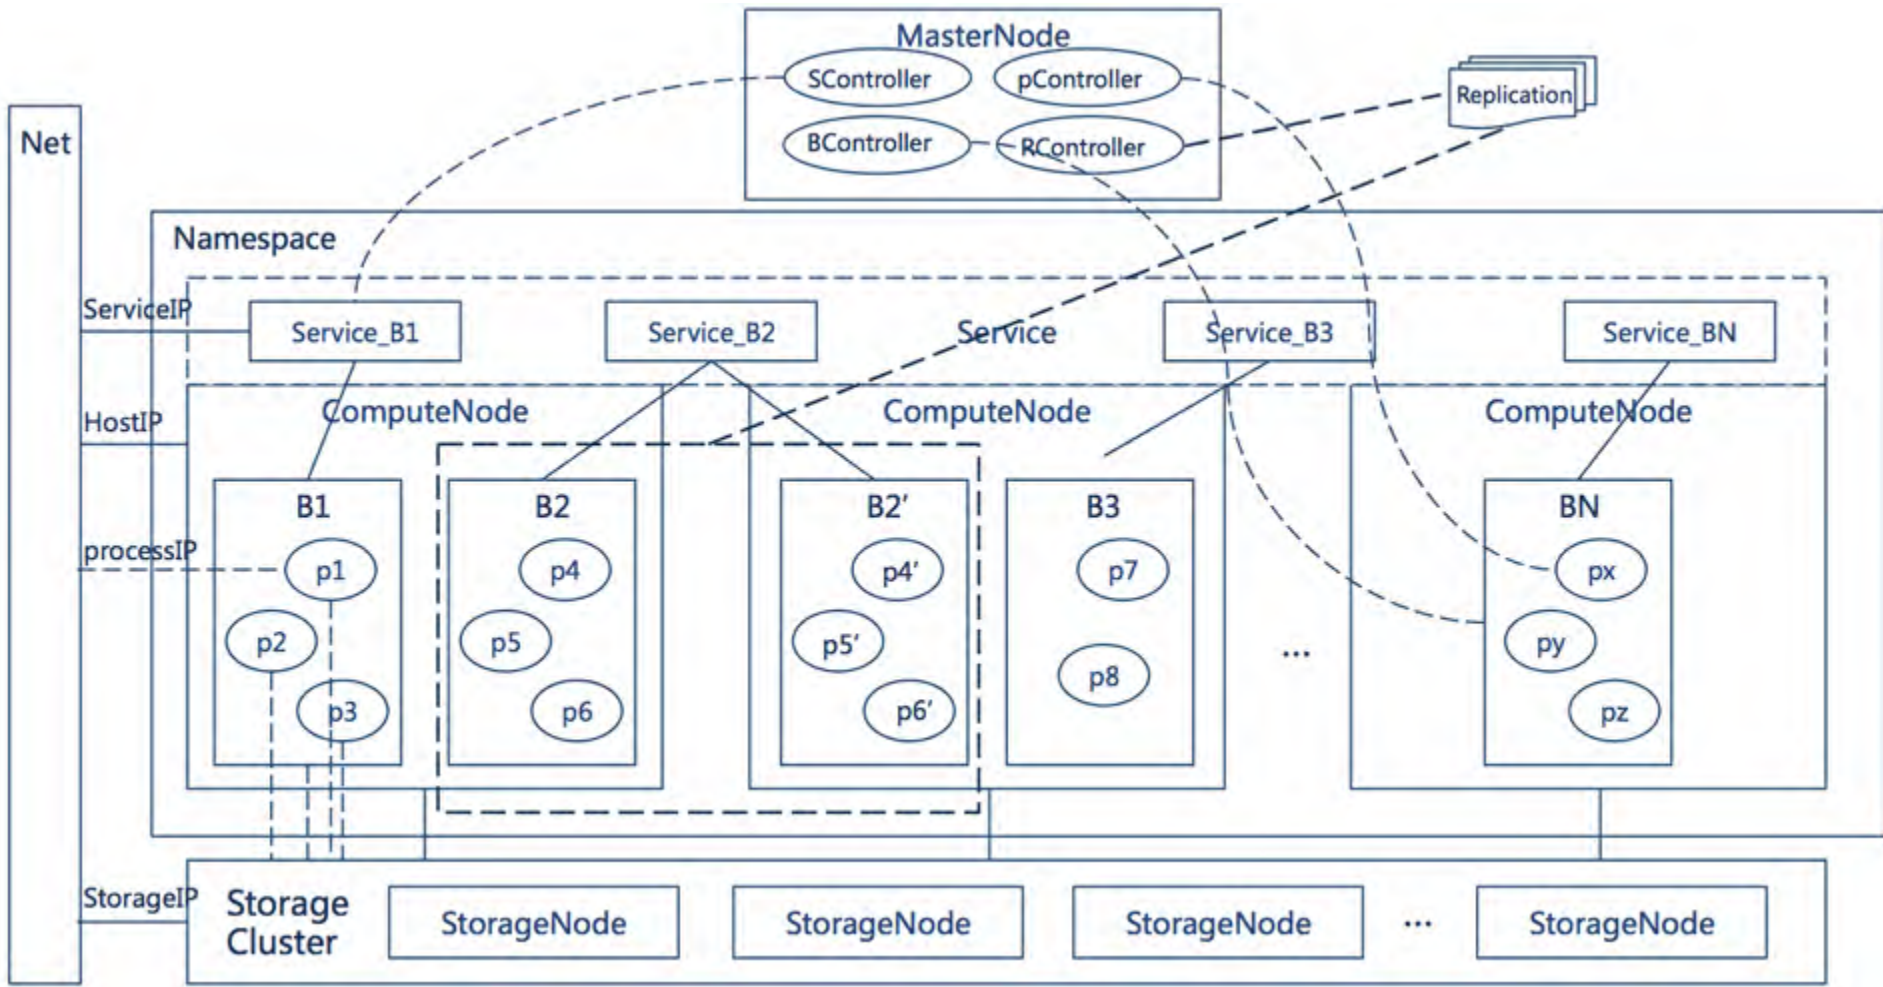 MasterNode
SController
pController
BController
RController
Replication
Net
Namespace
ServiceIP
Service_B1
Service_B2
Service
Service_B3
Service_BN
HostIP
ComputeNode
ComputeNode
ComputeNode
processIP
B1
p1
p2
p3
B2
p4
p5
p6
B2′
p4′
p5′
p6′
B3
p7
p8
...
BN
px
py
pz
StorageIP
Storage
Cluster
StorageNode
StorageNode
StorageNode
...
StorageNode